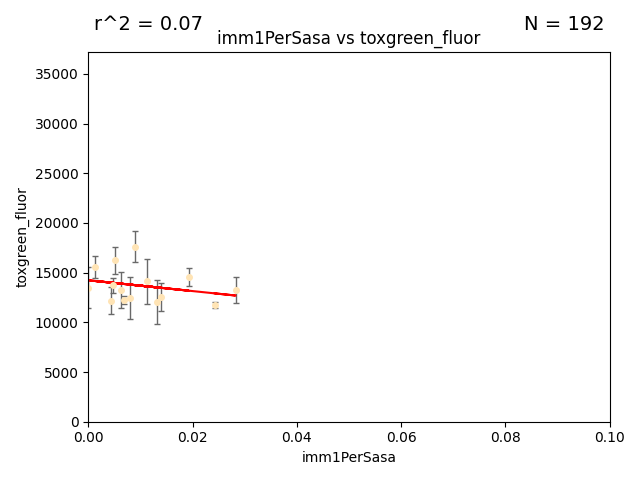 r^2 = 0.07
N = 192
imm1PerSasa vs toxgreen_fluor
35000
30000
25000
20000
15000
10000
5000
0
toxgreen_fluor
0.00
0.02
0.04
0.06
0.08
0.10
imm1PerSasa